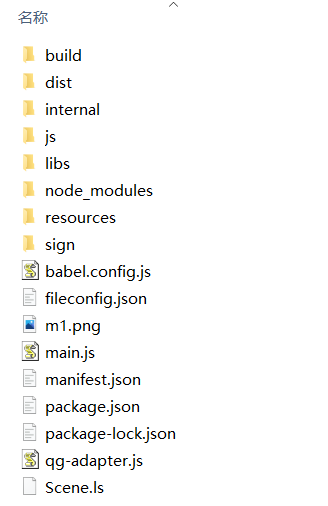 名称
build
dist
internal
js
libs
node_modules
resources
sign
babel.config.js
fileconfig.json
m1.png
main.js
manifest.json
package.json
package-lock.json
qg-adapter.js
Scene.ls